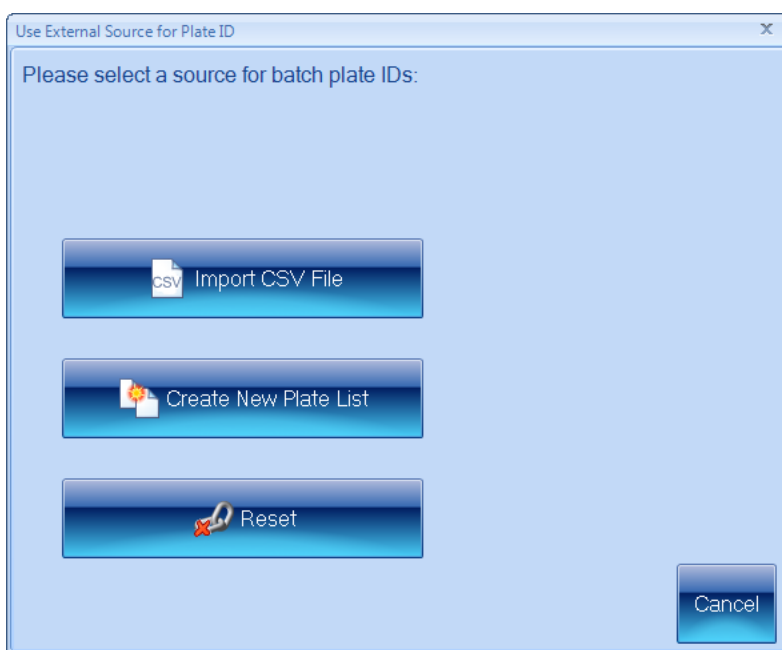 Use External Source for Plate ID
Please select a source for batch plate IDs:
CSV Import CSV File
Create New Plate List
Reset
Cancel